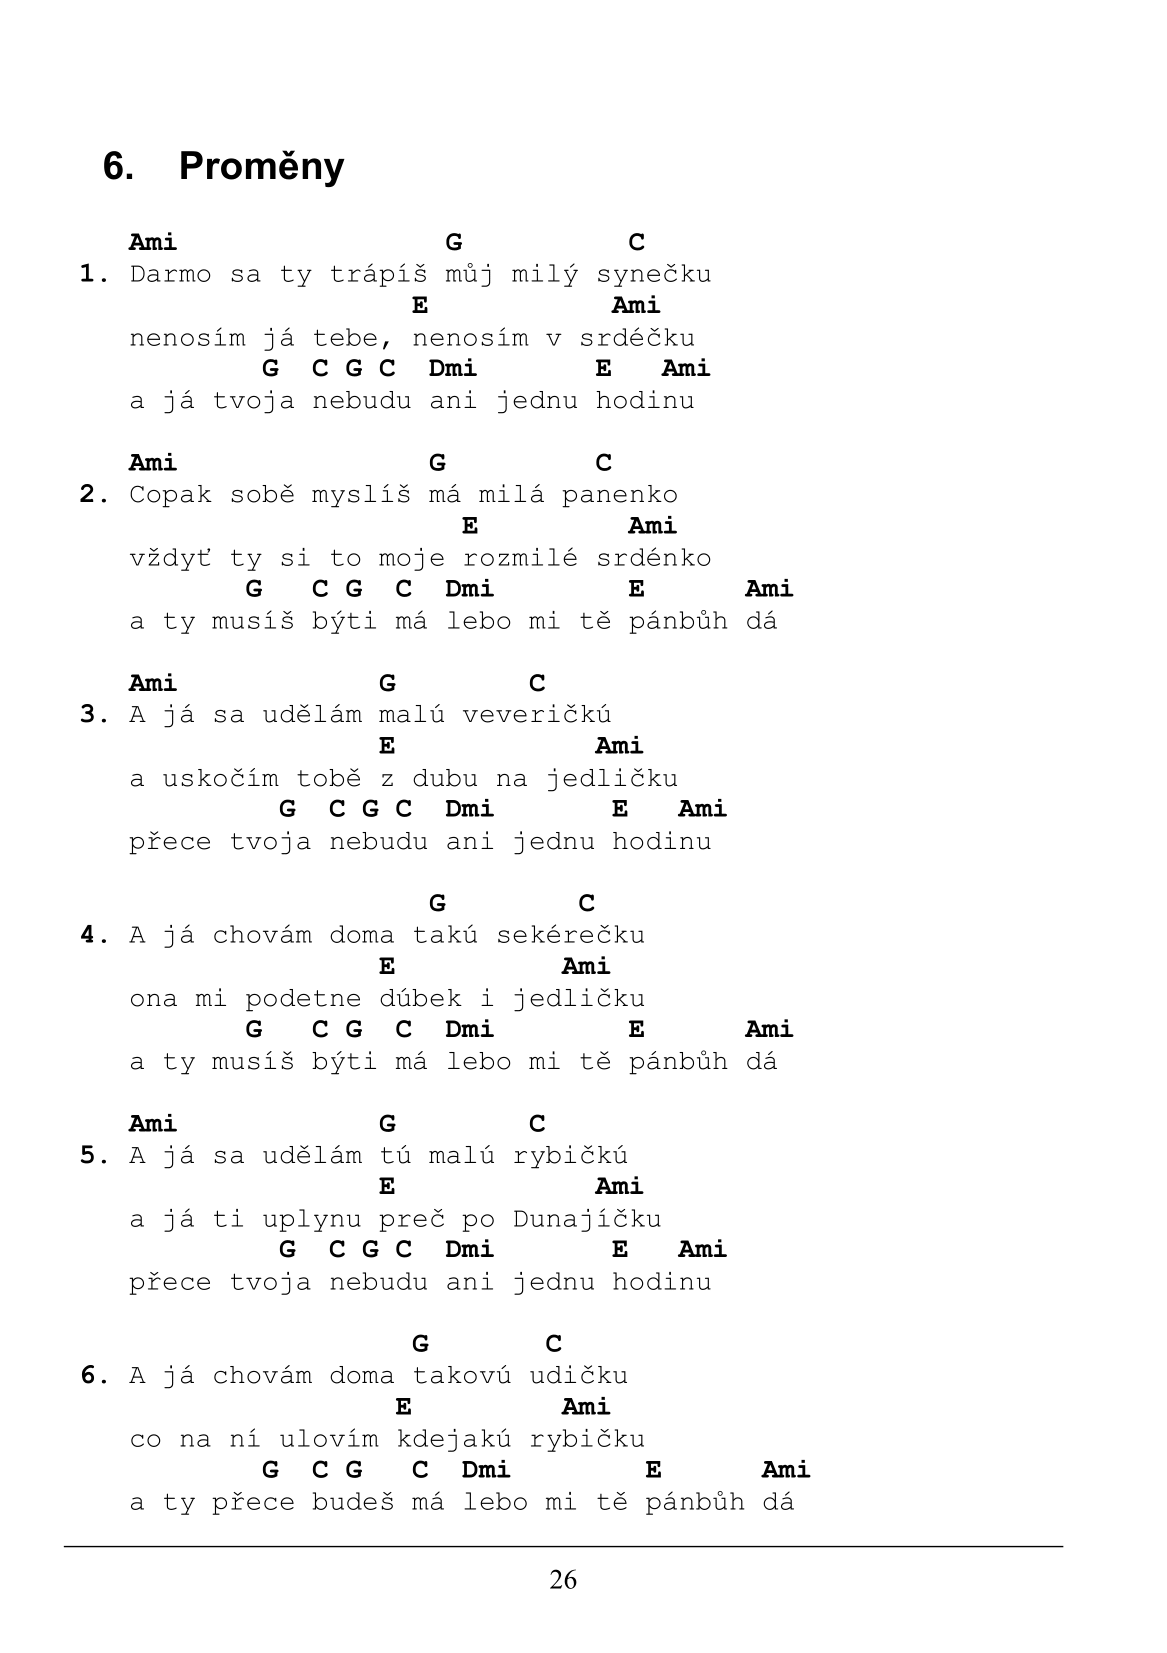 6. Proměny
Ami G C
1. Darmo sa ty trápíš můj milý synečku
E Ami
nenosím já tebe, nenosím v srdéčku
G C G C Dmi E Ami
a já tvoja nebudu ani jednu hodinu
Ami G C
2. Copak sobě myslíš má milá panenko
E Ami
vždyť ty si to moje rozmilé srdénko
G C G C Dmi E Ami
a ty musíš býti má lebo mi tě pánbůh dá
Ami G C
3. A já sa udělám malú veveričkú
E Ami
a uskočím tobě z dubu na jedličku
G C G C Dmi E Ami
přece tvoja nebudu ani jednu hodinu
G C
4. A já chovám doma takú sekérečku
E Ami
ona mi podetne dúbek i jedličku
G C G C Dmi E Ami
a ty musíš býti má lebo mi tě pánbůh dá
Ami G C
5. A já sa udělám tú malú rybičkú
E Ami
a já ti uplynu preč po Dunajíčku
G C G C Dmi E Ami
přece tvoja nebudu ani jednu hodinu
G C
6. A já chovám doma takovú udičku
E Ami
co na ní ulovím kdejakú rybičku
G C G C Dmi E Ami
a ty přece budeš má lebo mi tě pánbůh dá
26